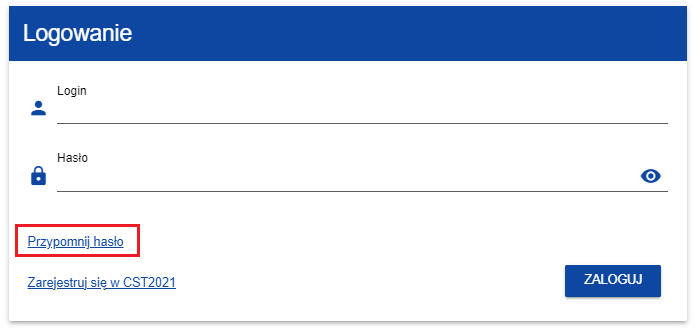 Logowanie
Login
Hasło
Przypomnij hasło
Zarejestruj się w CST2021
ZALOGUJ